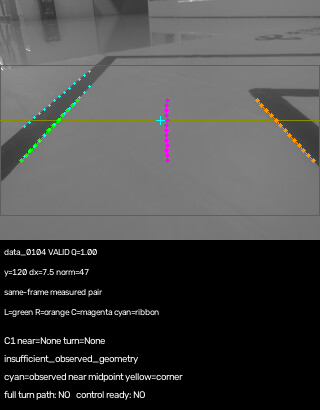 data_0104 VALID Q=1.00
y=120 dx=7.5 norm=47
same-frame measured pair
L=green R=orange C=magenta cyan=ribbon
C1 near=None turn=None
insufficient_observed_geometry
cyan=observed near midpoint yellow=corner
full turn path: NO control ready: NO